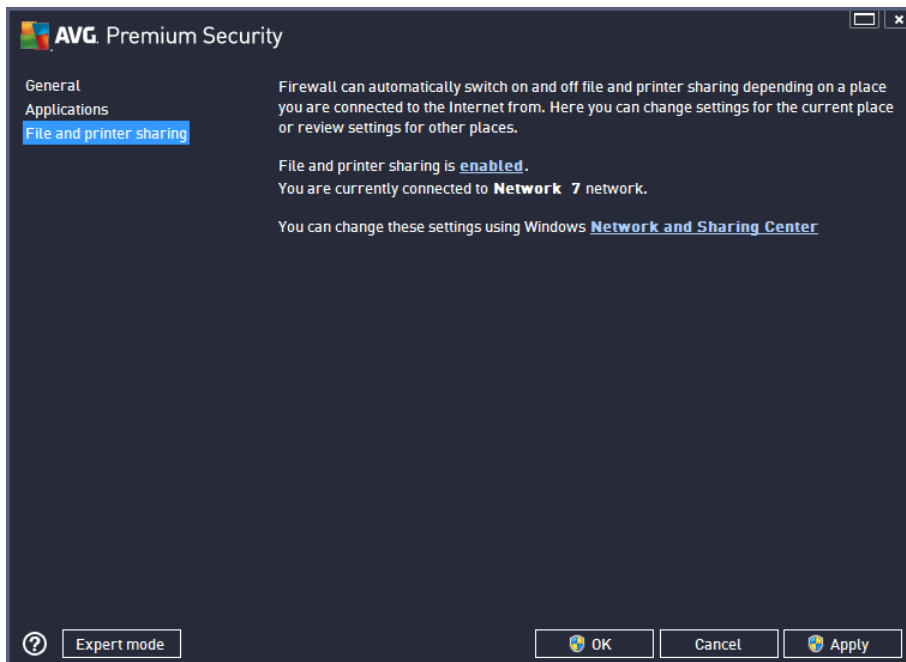 AVG. Premium Security
General
Applications
File and printer sharing
Firewall can automatically switch on and off file and printer sharing depending on a place
you are connected to the Internet from. Here you can change settings for the current place
or review settings for other places.
File and printer sharing is enabled.
You are currently connected to Network 7 network.
You can change these settings using Windows Network and Sharing Center
? Expert mode
OK
Cancel
Apply